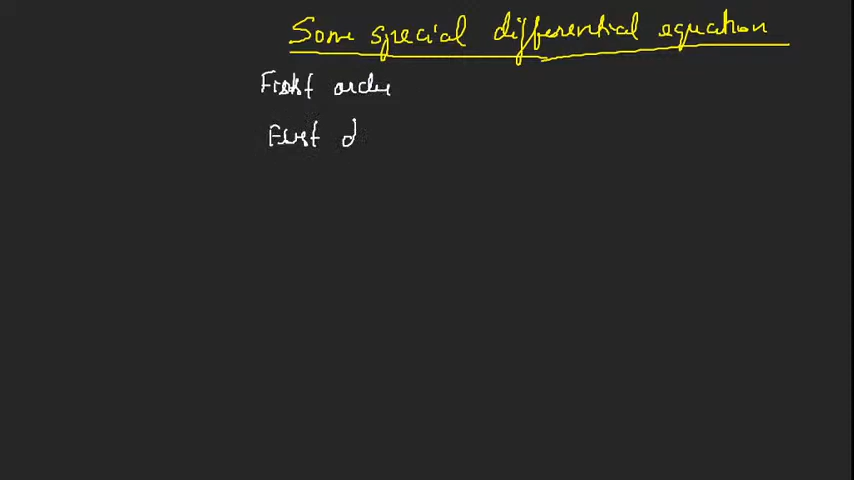 Some special differential equation
First order
First d